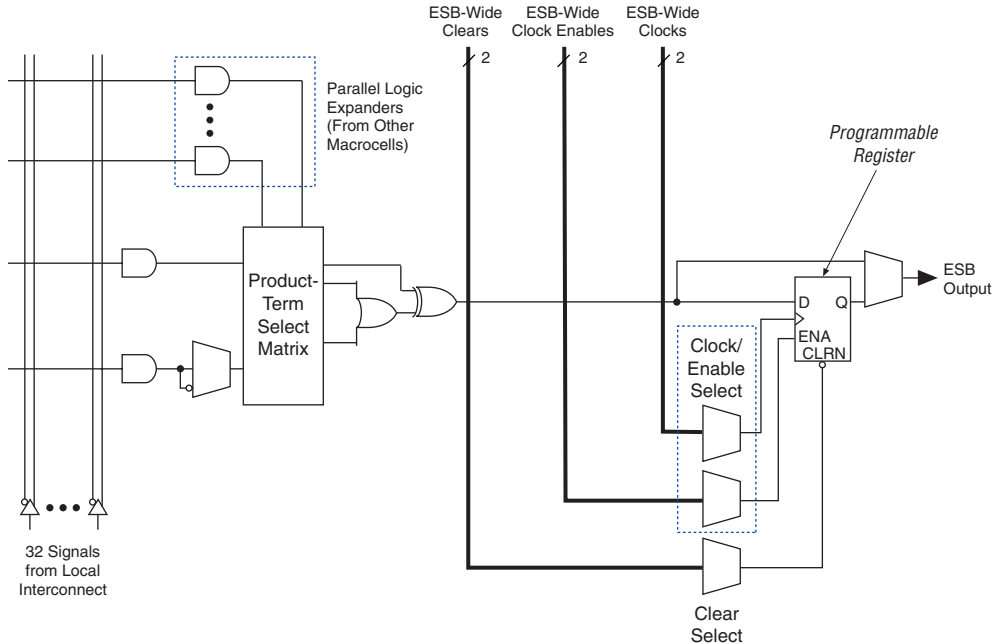 ESB-Wide
Clears
ESB-Wide
Clock Enables
ESB-Wide
Clocks
2
2
2
Parallel Logic
Expanders
(From Other
Macrocells)
Programmable
Register
Product-
Term
Select
Matrix
ESB
Output
D
Q
ENA
CLRN
Clock/
Enable
Select
32 Signals
from Local
Interconnect
Clear
Select